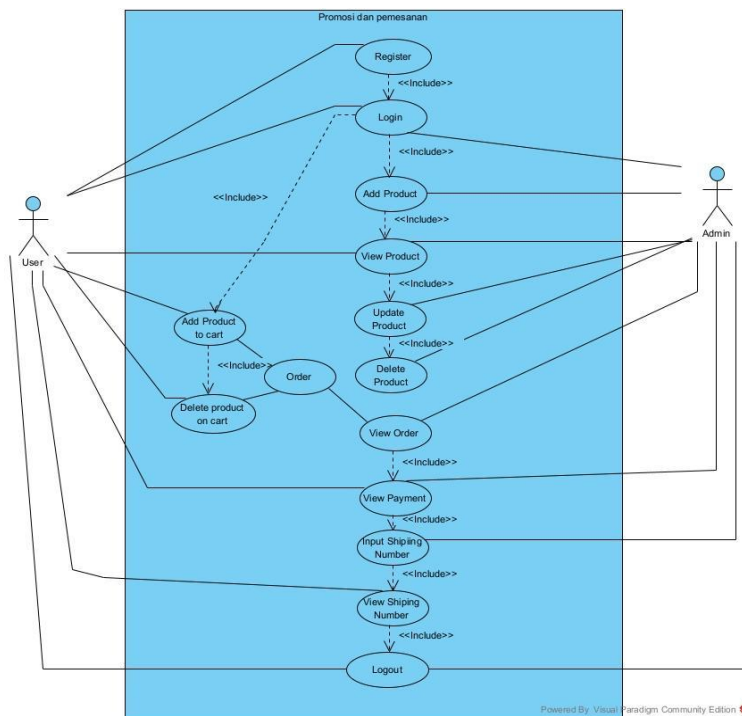 Promosi dan pemesanan
Register
<<Include>>
Login
<<Include>>
<<Include>>
Add Product
<<Include>>
View Product
<<Include>>
Update
Product
<<Include>>
Delete
Product
User
Admin
Add Product
to cart
<<Include>>
Order
Delete product
on cart
View Order
<<Include>>
View Payment
<<Include>>
Input Shipiing
Number
<<Include>>
View Shiping
Number
<<Include>>
Logout
Powered By Visual Paradigm Community Edition